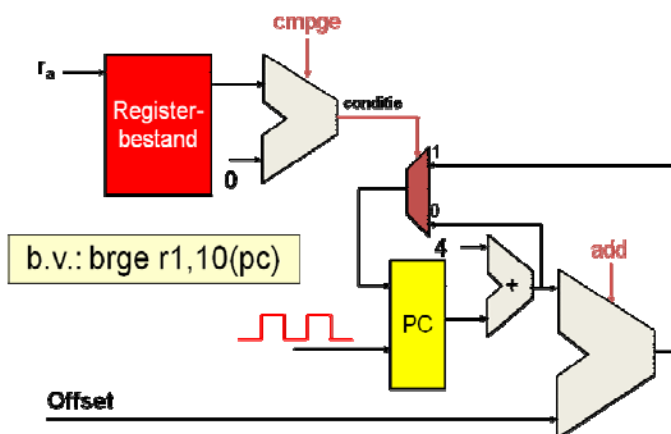 cmpge
ra
Register-
bestand
conditie
0
1
0
b.v.: brge r1,10(pc)
4
+
add
PC
Offset